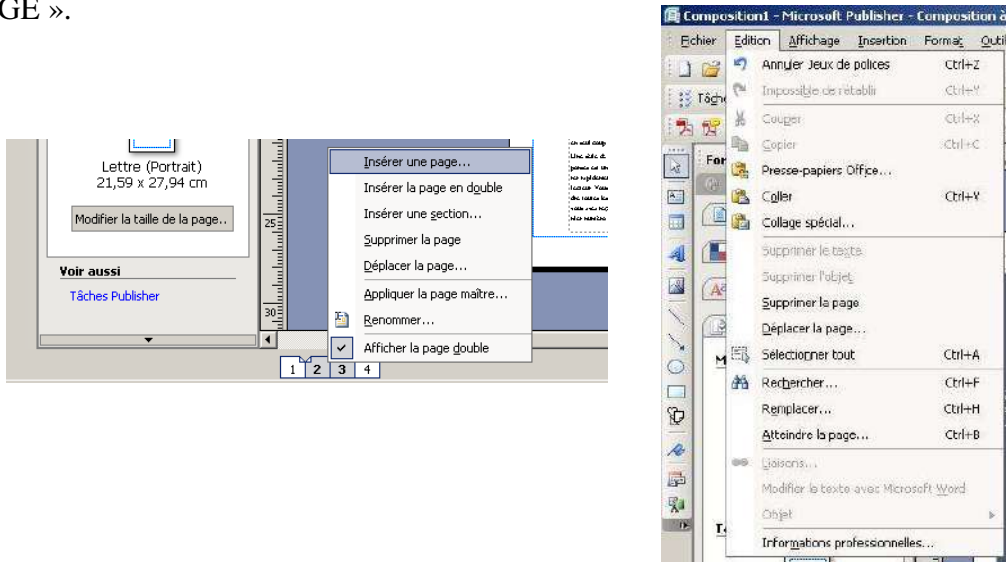 GE ».
Lettre (Portrait)
21,59 x 27,94 cm
Modifier la taille de la page..
Voir aussi
Tâches Publisher
25
30
Insérer une page...
Insérer la page en double
Insérer une section...
Supprimer la page
Déplacer la page...
Appliquer la page maître...
Renommer...
Afficher la page double
1 2 3 4
Composition1 - Microsoft Publisher - Composition à
Fichier Edition Affichage Insertion Format Outil
Annuler Jeux de polices Ctrl+Z
Impossible de rétablir Ctrl+Y
Tâche
Couper Ctrl+X
Copier Ctrl+C
For
Presse-papiers Office...
Coller Ctrl+V
Collage spécial...
Supprimer le texte
Supprimer l'objet
Supprimer la page
Déplacer la page...
M
Sélectionner tout Ctrl+A
Rechercher... Ctrl+F
Remplacer... Ctrl+H
Atteindre la page... Ctrl+B
Liaisons...
Modifier le texte avec Microsoft Word
Objet
Informations professionnelles...